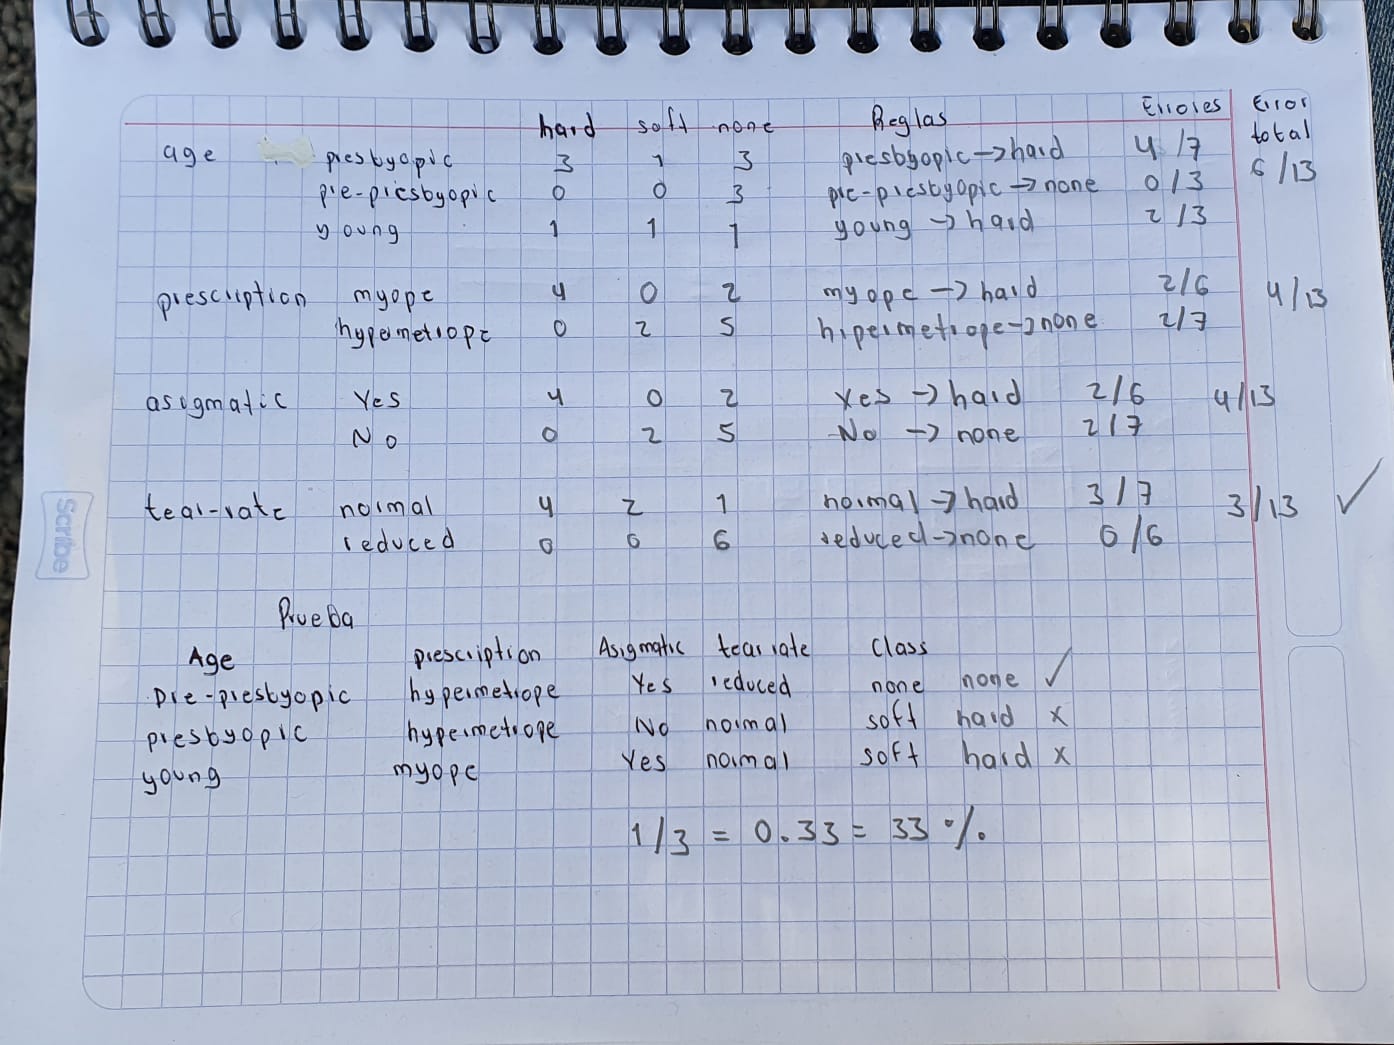 hard soft none Reglas Errores Error total
age presbyopic 3 1 3 presbyopic→hard 4/7 6/13
pre-presbyopic 0 0 3 pre-presbyopic→none 0/3
young 1 1 1 young→hard 2/3
prescription myope 4 0 2 myope→hard 2/6 4/13
hypermetrope 0 2 5 hipermetrope→none 2/7
asigmatic Yes 4 0 2 Yes→hard 2/6 4/13
No 0 2 5 No→none 2/7
tear-rate normal 4 2 1 normal→hard 3/7 3/13 ✓
reduced 0 0 6 reduced→none 0/6
Prueba
Age prescription Asigmatic tear rate Class
Pre-presbyopic hypermetrope Yes reduced none none ✓
presbyopic hypermetrope No normal soft hard x
young myope Yes normal soft hard x
1/3 = 0.33 = 33 %
Scribe